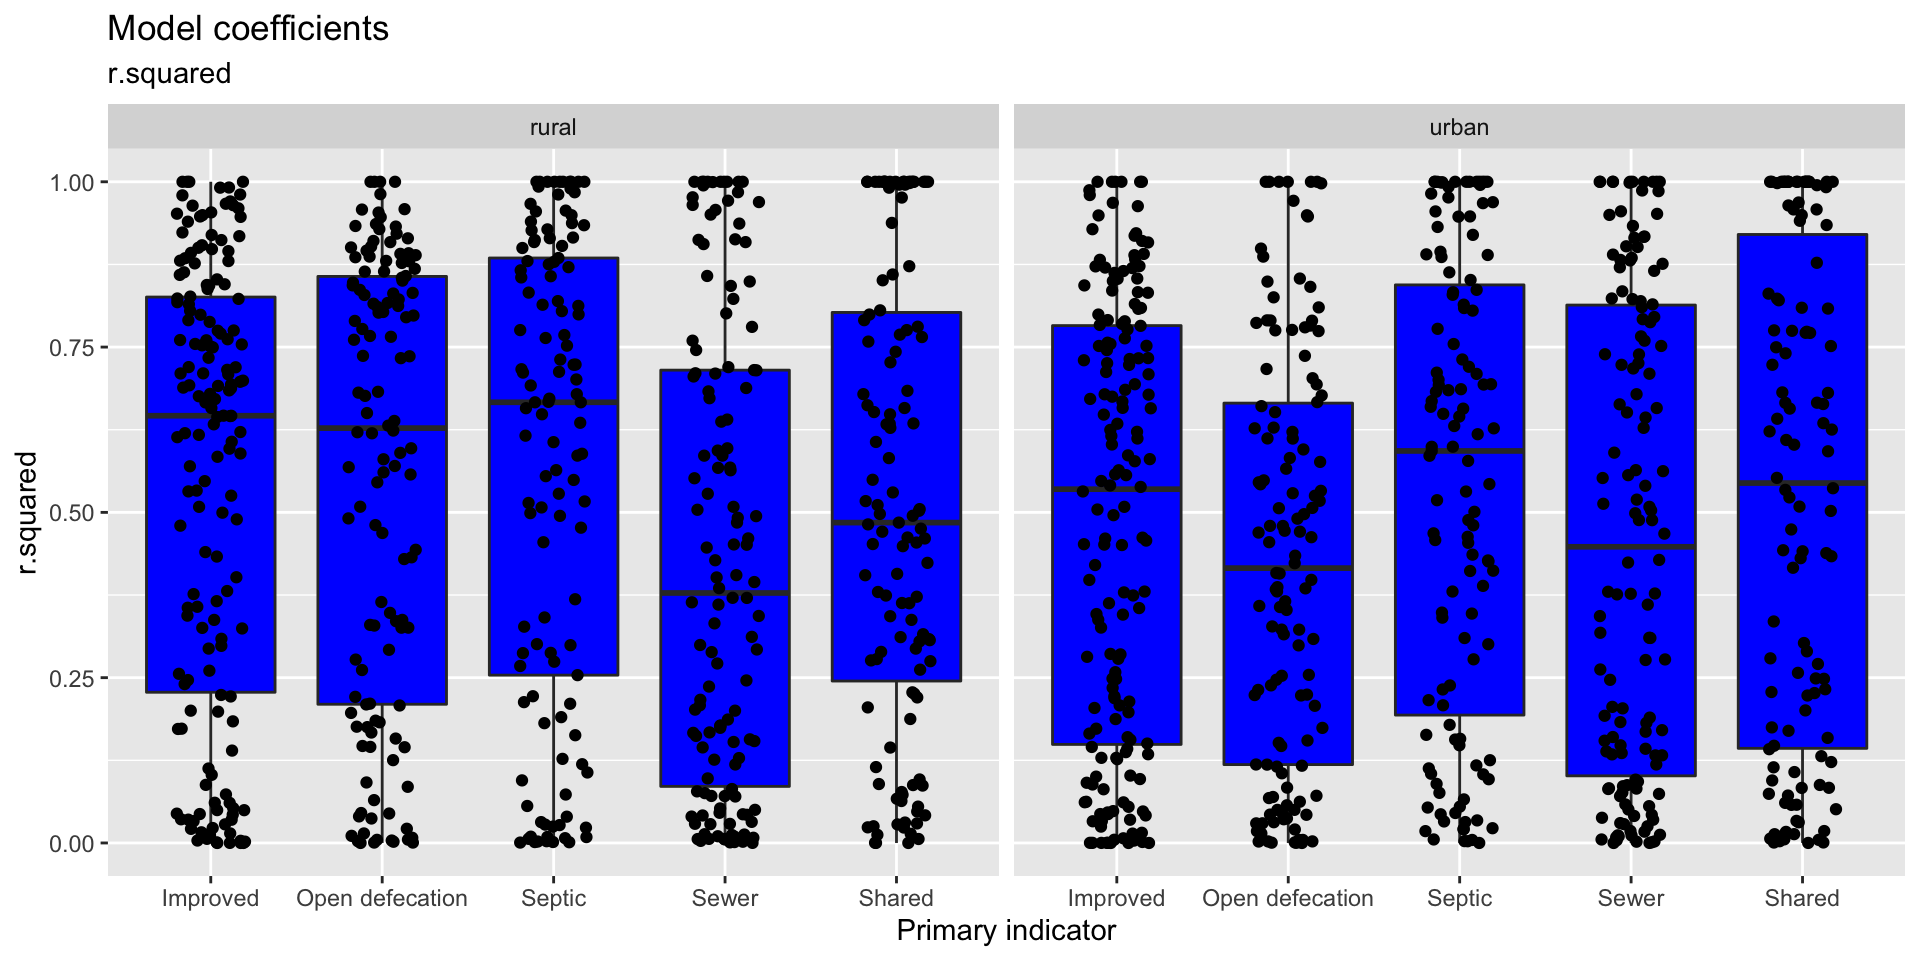 Model coefficients
r.squared
rural
urban
r.squared
1.00
0.75
0.50
0.25
0.00
Improved
Open defecation
Septic
Sewer
Shared
Improved
Open defecation
Septic
Sewer
Shared
Primary indicator